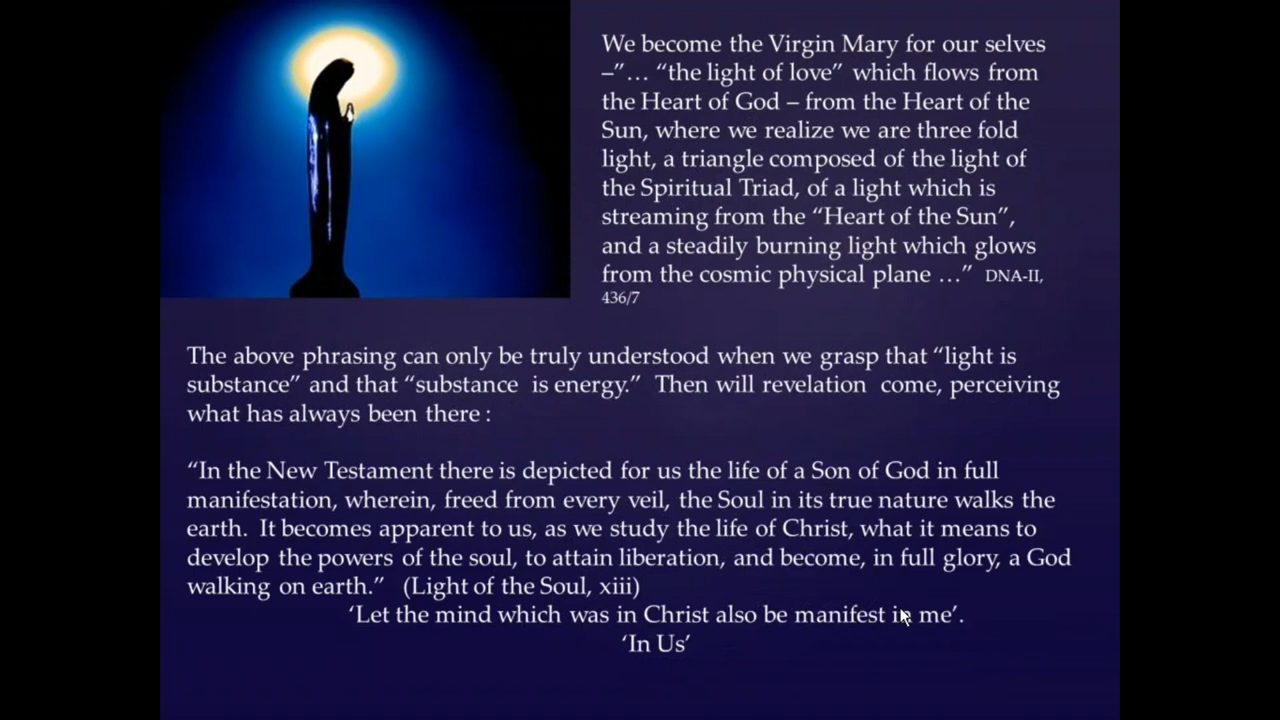 We become the Virgin Mary for our selves
–”… “the light of love” which flows from
the Heart of God – from the Heart of the
Sun, where we realize we are three fold
light, a triangle composed of the light of
the Spiritual Triad, of a light which is
streaming from the “Heart of the Sun”,
and a steadily burning light which glows
from the cosmic physical plane …” DNA-II,
436/7
The above phrasing can only be truly understood when we grasp that “light is
substance” and that “substance is energy.” Then will revelation come, perceiving
what has always been there :
“In the New Testament there is depicted for us the life of a Son of God in full
manifestation, wherein, freed from every veil, the Soul in its true nature walks the
earth. It becomes apparent to us, as we study the life of Christ, what it means to
develop the powers of the soul, to attain liberation, and become, in full glory, a God
walking on earth.” (Light of the Soul, xiii)
‘Let the mind which was in Christ also be manifest in me’.
‘In Us’